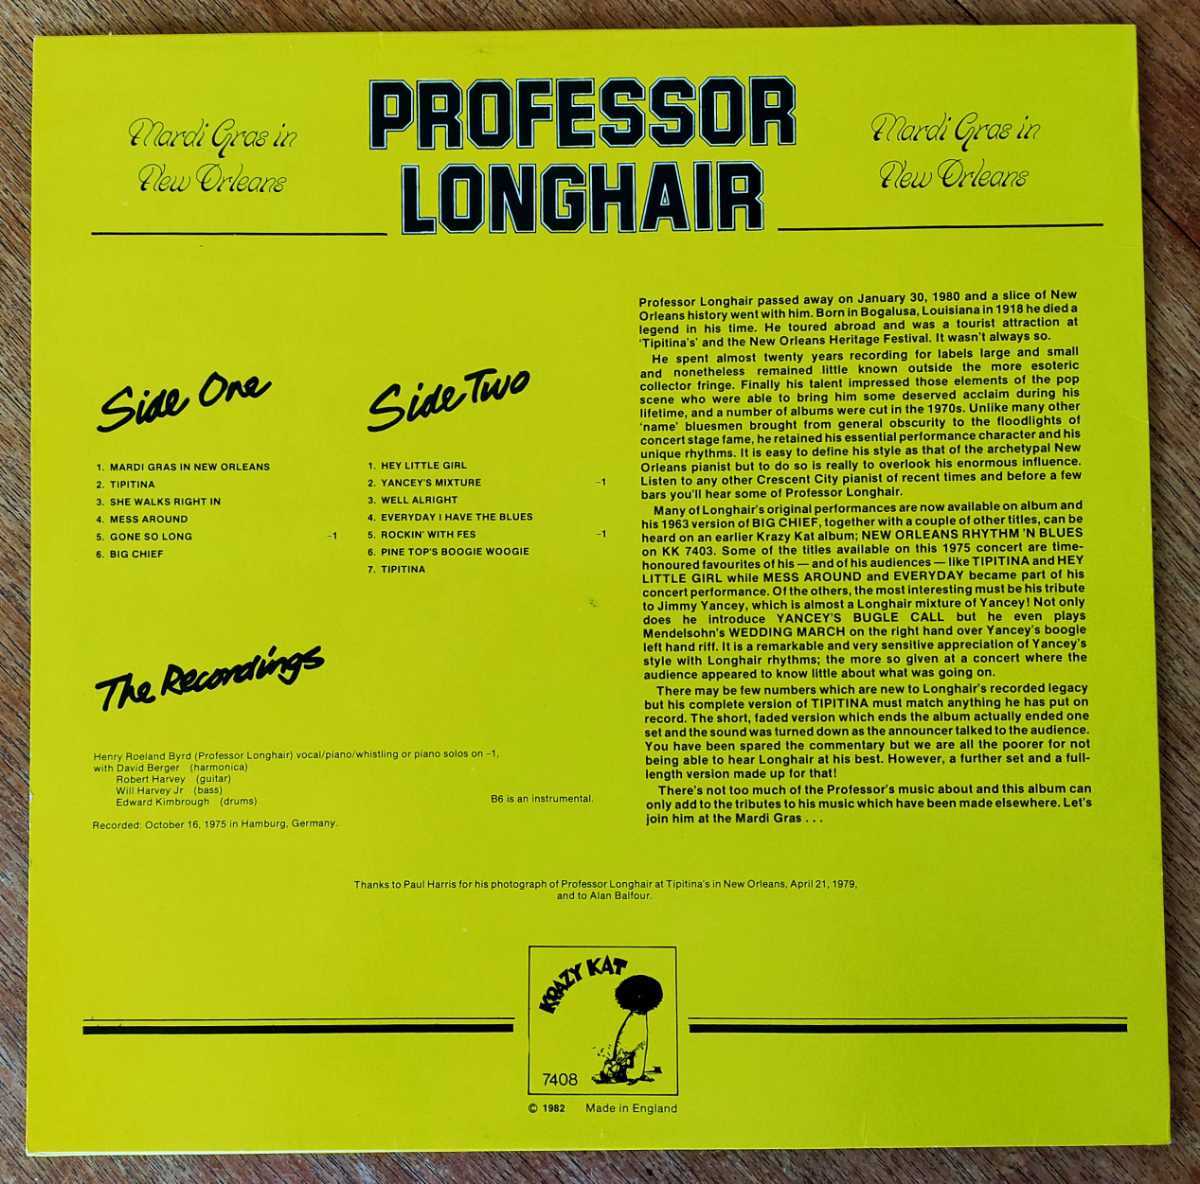 Mardi Gras in
New Orleans
PROFESSOR
LONGHAIR
Mardi Gras in
New Orleans
Side One
1. MARDI GRAS IN NEW ORLEANS
2. TIPITINA
3. SHE WALKS RIGHT IN
4. MESS AROUND
5. GONE SO LONG -1
6. BIG CHIEF
Side Two
1. HEY LITTLE GIRL
2. YANCEY'S MIXTURE -1
3. WELL ALRIGHT
4. EVERYDAY I HAVE THE BLUES
5. ROCKIN' WITH FES -1
6. PINE TOP'S BOOGIE WOOGIE
7. TIPITINA
The Recordings
Henry Roeland Byrd (Professor Longhair) vocal/piano/whistling or piano solos on -1,
with David Berger (harmonica)
Robert Harvey (guitar)
Will Harvey Jr (bass)
Edward Kimbrough (drums)
B6 is an instrumental.
Recorded: October 16, 1975 in Hamburg, Germany.
Professor Longhair passed away on January 30, 1980 and a slice of New
Orleans history went with him. Born in Bogalusa, Louisiana in 1918 he died a
legend in his time. He toured abroad and was a tourist attraction at
'Tipitina's' and the New Orleans Heritage Festival. It wasn't always so.
He spent almost twenty years recording for labels large and small
and nonetheless remained little known outside the more esoteric
collector fringe. Finally his talent impressed those elements of the pop
scene who were able to bring him some deserved acclaim during his
lifetime, and a number of albums were cut in the 1970s. Unlike many other
'name' bluesmen brought from general obscurity to the floodlights of
concert stage fame, he retained his essential performance character and his
unique rhythms. It is easy to define his style as that of the archetypal New
Orleans pianist but to do so is really to overlook his enormous influence.
Listen to any other Crescent City pianist of recent times and before a few
bars you'll hear some of Professor Longhair.
Many of Longhair's original performances are now available on album and
his 1963 version of BIG CHIEF, together with a couple of other titles, can be
heard on an earlier Krazy Kat album; NEW ORLEANS RHYTHM 'N BLUES
on KK 7403. Some of the titles available on this 1975 concert are time-
honoured favourites of his — and of his audiences — like TIPITINA and HEY
LITTLE GIRL while MESS AROUND and EVERYDAY became part of his
concert performance. Of the others, the most interesting must be his tribute
to Jimmy Yancey, which is almost a Longhair mixture of Yancey! Not only
does he introduce YANCEY'S BUGLE CALL but he even plays
Mendelsohn's WEDDING MARCH on the right hand over Yancey's boogie
left hand riff. It is a remarkable and very sensitive appreciation of Yancey's
style with Longhair rhythms; the more so given at a concert where the
audience appeared to know little about what was going on.
There may be few numbers which are new to Longhair's recorded legacy
but his complete version of TIPITINA must match anything he has put on
record. The short, faded version which ends the album actually ended one
set and the sound was turned down as the announcer talked to the audience.
You have been spared the commentary but we are all the poorer for not
being able to hear Longhair at his best. However, a further set and a full-
length version made up for that!
There's not too much of the Professor's music about and this album can
only add to the tributes to his music which have been made elsewhere. Let's
join him at the Mardi Gras . . .
Thanks to Paul Harris for his photograph of Professor Longhair at Tipitina's in New Orleans, April 21, 1979,
and to Alan Balfour.
KRAZY KAT
7408
© 1982 Made in England